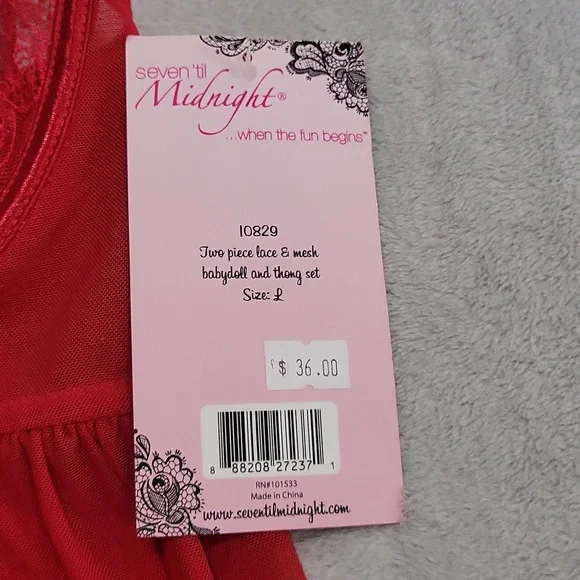 seven 'til
Midnight®
...when the fun begins™
10829
Two piece lace & mesh
babydoll and thong set
Size: L
$ 36.00
8 88208 27237 1
RN#101533
Made in China
www.seventilmidnight.com